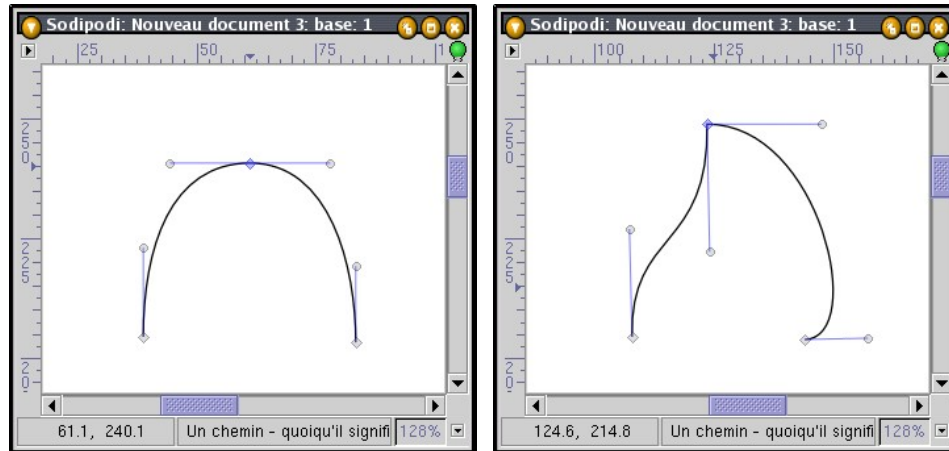 Sodipodi: Nouveau document 3: base: 1
25 50 75 1
250
225
20
61.1, 240.1 Un chemin - quoiqu'il signifi 128%
Sodipodi: Nouveau document 3: base: 1
100 125 150
250
225
20
124.6, 214.8 Un chemin - quoiqu'il signifi 128%